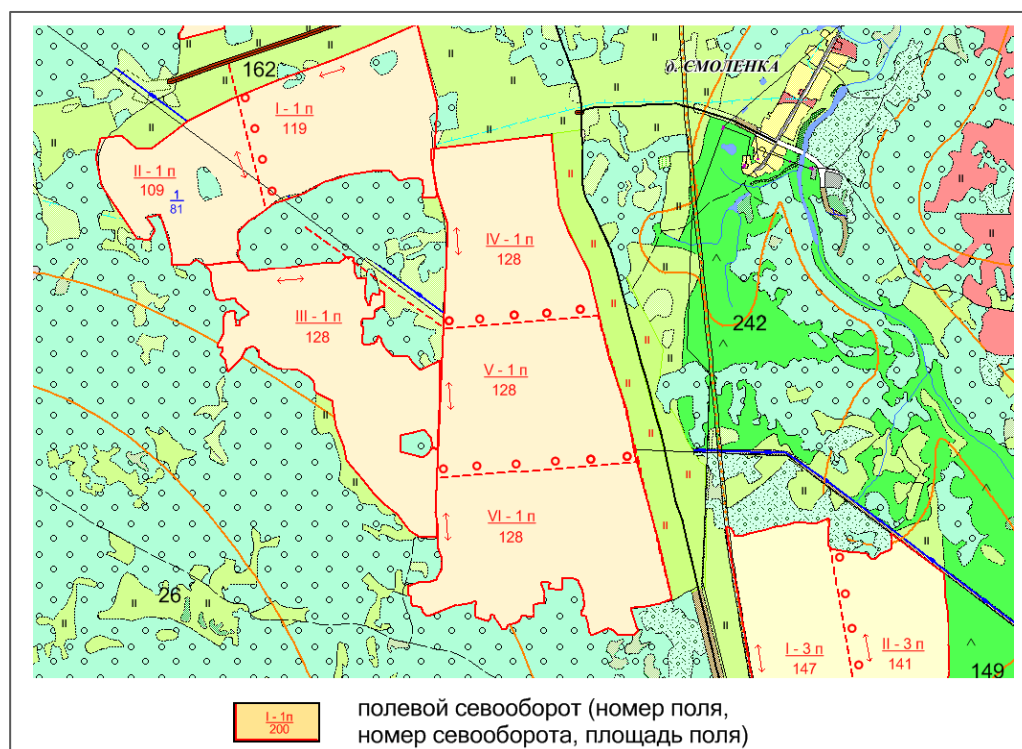 162
д. СМОЛЕНКА
I - 1 п
119
II - 1 п
109
1
81
IV - 1 п
128
III - 1 п
128
242
V - 1 п
128
VI - 1 п
128
26
I - 3 п
147
II - 3 п
141
149
I - 1п
200
полевой севооборот (номер поля,
номер севооборота, площадь поля)